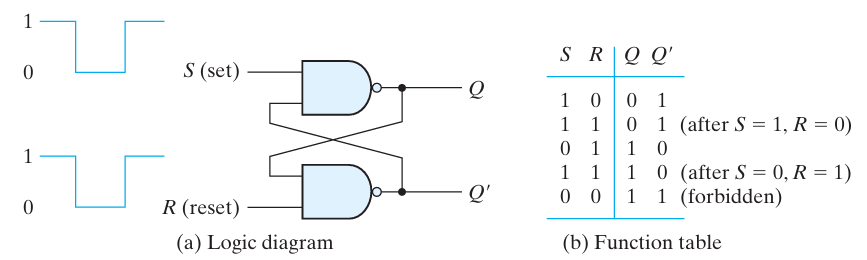 1
0
S (set)
Q
1
0
R (reset)
Q′
(a) Logic diagram
S R Q Q′
1 0 0 1
1 1 0 1 (after S = 1, R = 0)
0 1 1 0
1 1 1 0 (after S = 0, R = 1)
0 0 1 1 (forbidden)
(b) Function table